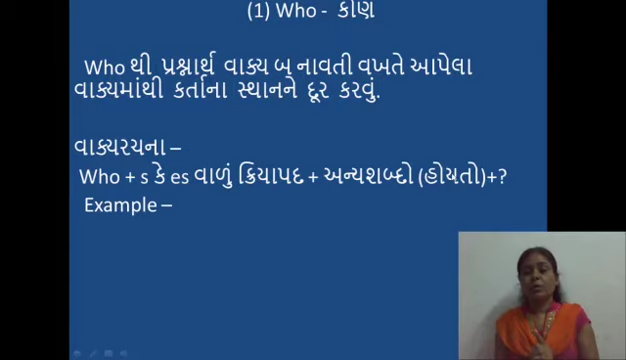 (1) Who - કોણ
Who થી પ્રશ્નાર્થ વાક્ય બ નાવતી વખતે આપેલા
વાક્યમાંથી કર્તાના સ્થાનને દૂર કરવું.
વાક્યરચના –
Who + s કે es વાળું ક્રિયાપદ + અન્યશબ્દો (હોયતો)+?
Example –